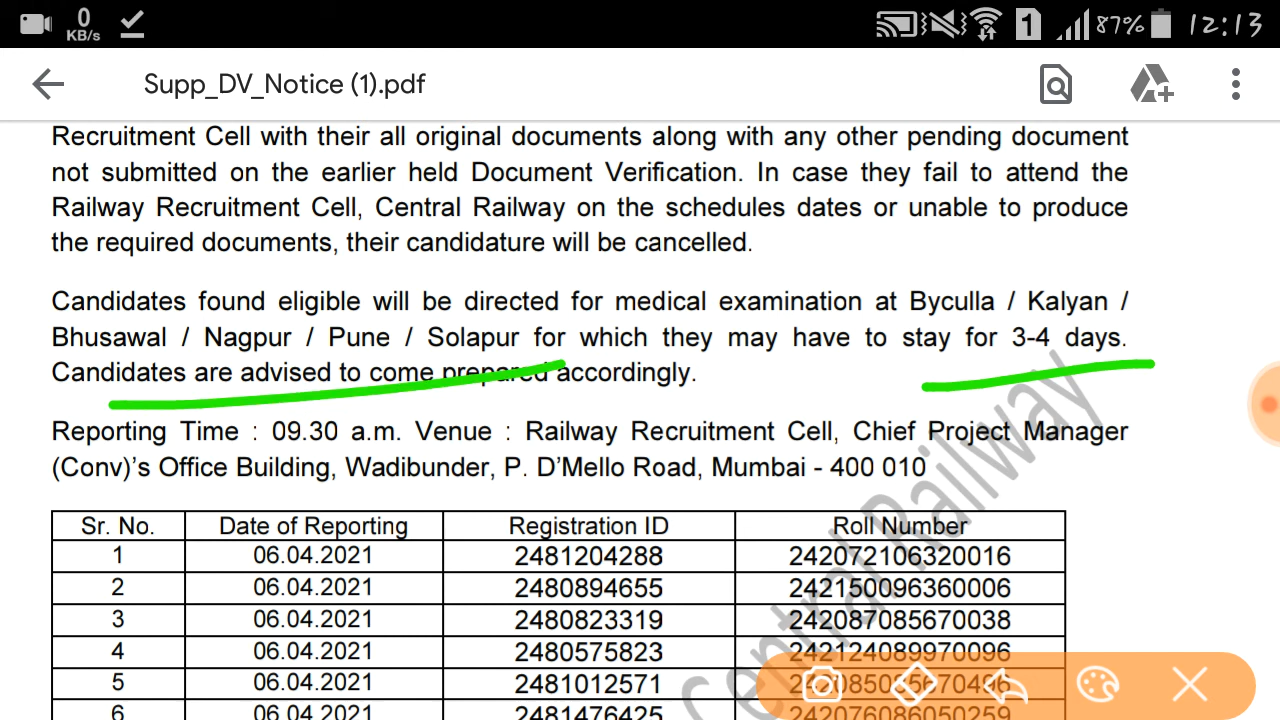 0
KB/s
1
87%
12:13
Supp_DV_Notice (1).pdf
Recruitment Cell with their all original documents along with any other pending document
not submitted on the earlier held Document Verification. In case they fail to attend the
Railway Recruitment Cell, Central Railway on the schedules dates or unable to produce
the required documents, their candidature will be cancelled.
Candidates found eligible will be directed for medical examination at Byculla / Kalyan /
Bhusawal / Nagpur / Pune / Solapur for which they may have to stay for 3-4 days.
Candidates are advised to come prepared accordingly.
Reporting Time : 09.30 a.m. Venue : Railway Recruitment Cell, Chief Project Manager
(Conv)’s Office Building, Wadibunder, P. D’Mello Road, Mumbai - 400 010
Sr. No. Date of Reporting Registration ID Roll Number
1 06.04.2021 2481204288 242072106320016
2 06.04.2021 2480894655 242150096360006
3 06.04.2021 2480823319 242087085670038
4 06.04.2021 2480575823 242124089970096
5 06.04.2021 2481012571
6 06.04.2021 2481476425 242076086050259
Central Railway